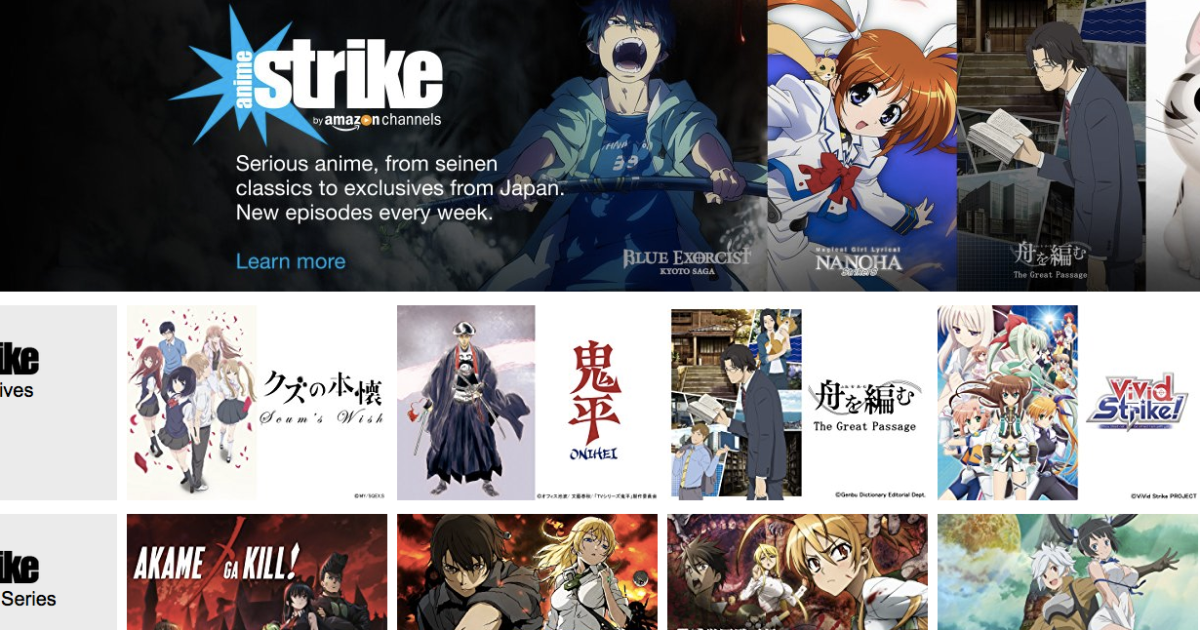 anime
strike
by amazon channels
Serious anime, from seinen
classics to exclusives from Japan.
New episodes every week.
Learn more
BLUE EXORCIST
KYOTO SAGA
Magical Girl Lyrical
NANOHA
舟を編む
The Great Passage
ike
ives
クズの本懐
Scum's Wish
鬼平
ONIHEI
舟を編む
The Great Passage
©Genbu Dictionary Editorial Dept.
ViVid
Strike!
©ViVid Strike PROJECT
ike
Series
AKAME GA KILL!